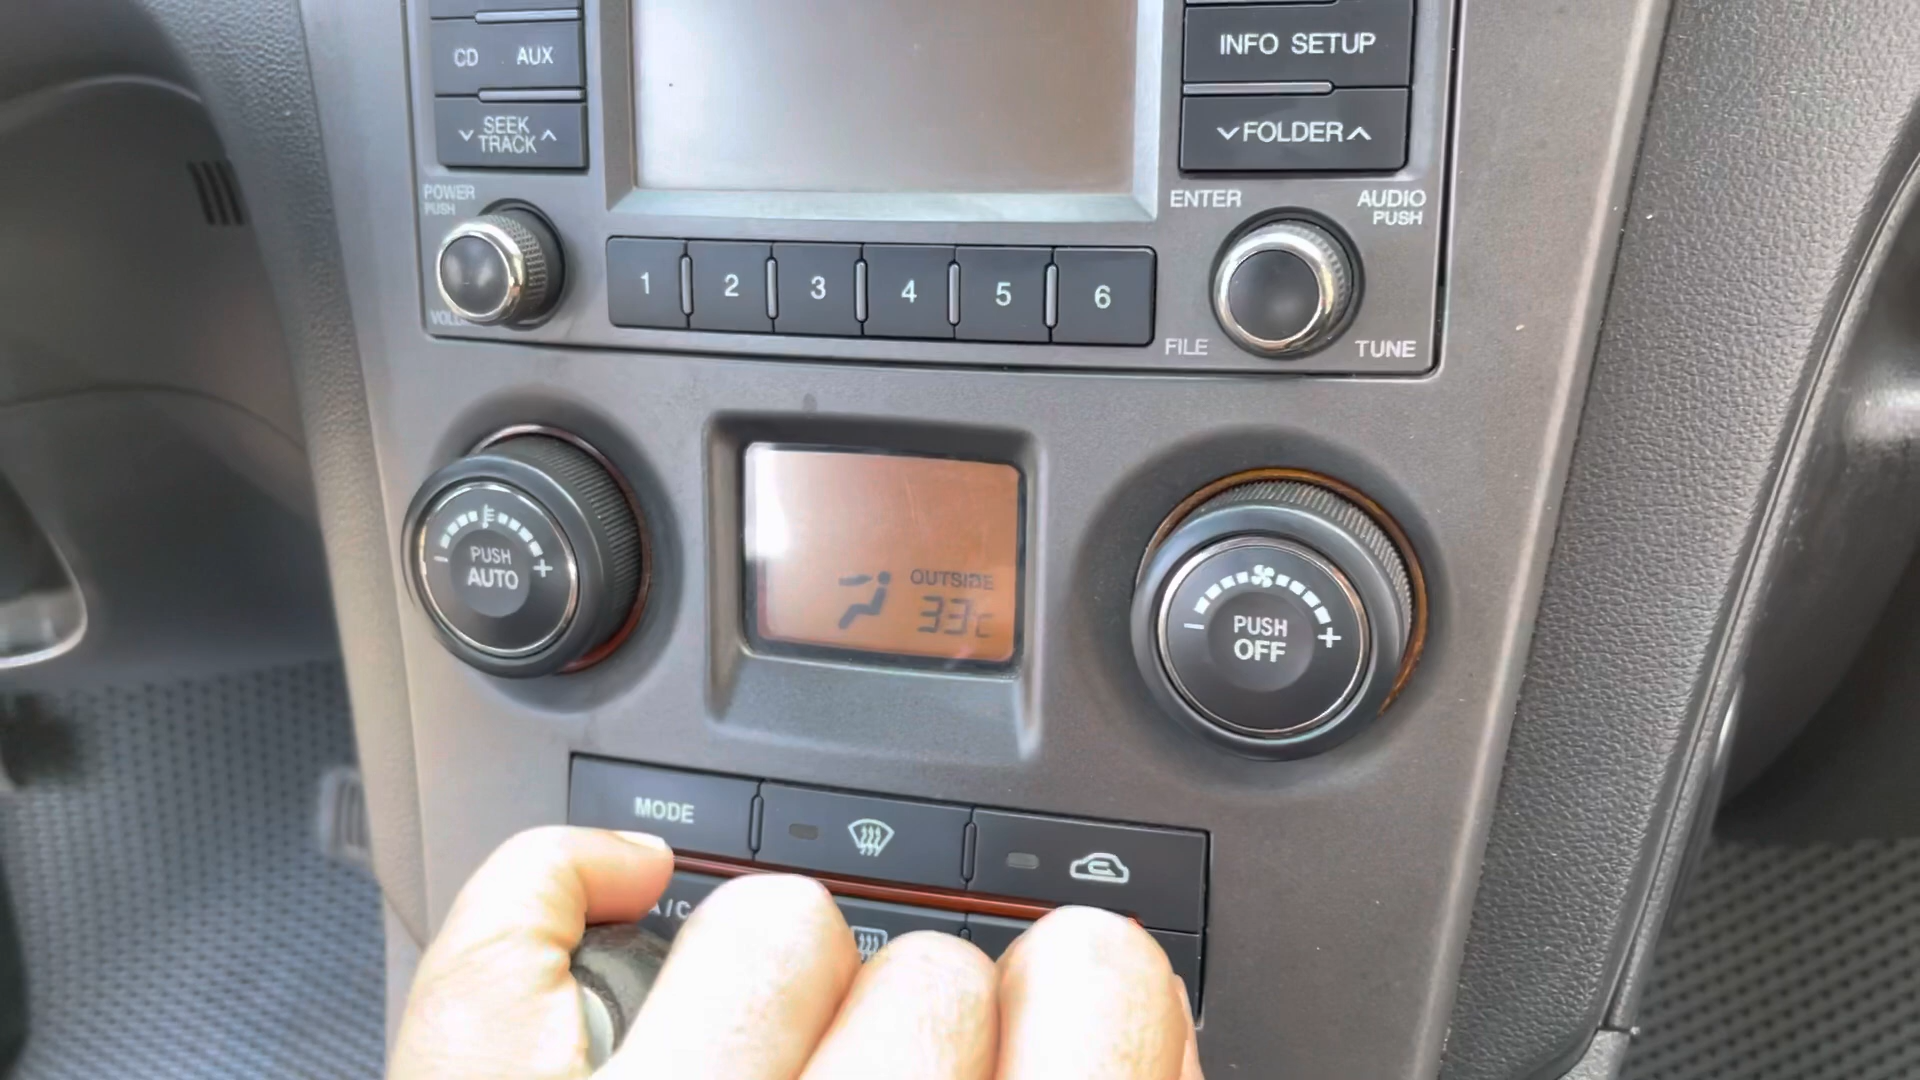 CD AUX
SEEK
TRACK
INFO SETUP
FOLDER
POWER
PUSH
ENTER
AUDIO
PUSH
1 2 3 4 5 6
FILE
TUNE
PUSH
AUTO
- +
OUTSIDE
33c
PUSH
OFF
- +
MODE
A/C